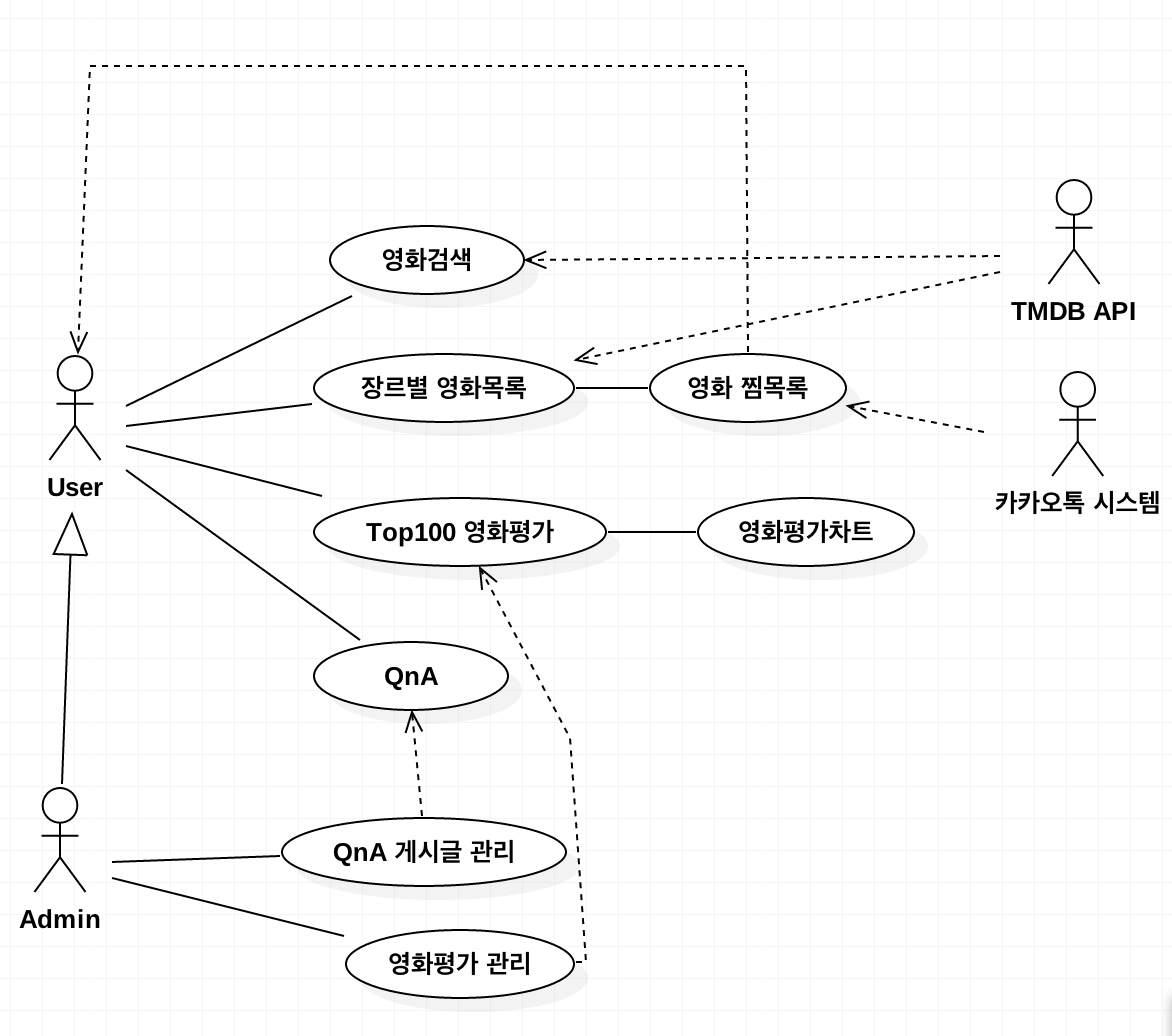 영화검색
TMDB API
장르별 영화목록
영화 찜목록
User
카카오톡 시스템
Top100 영화평가
영화평가차트
QnA
QnA 게시글 관리
Admin
영화평가 관리